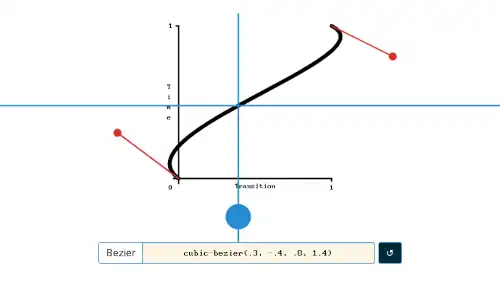 1
T
i
m
e
0
Transition
1
Bezier
cubic-bezier(.3, -.4, .8, 1.4)
↺